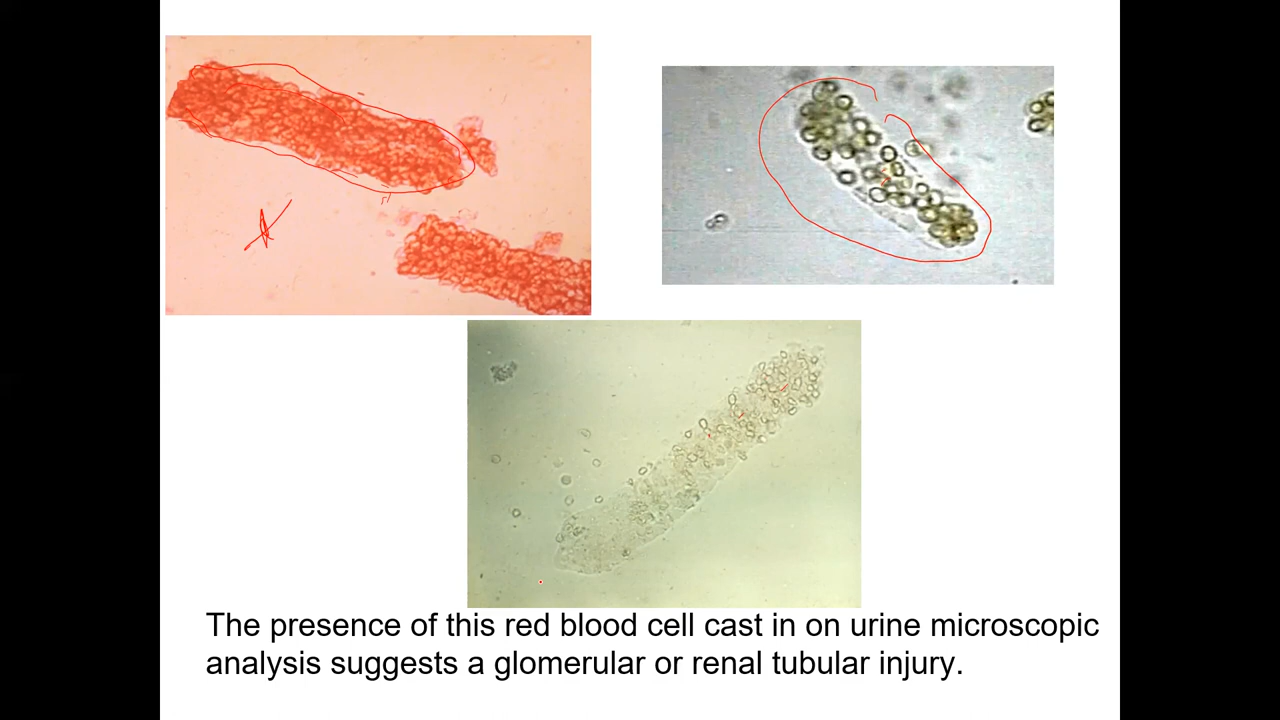 The presence of this red blood cell cast in on urine microscopic
analysis suggests a glomerular or renal tubular injury.